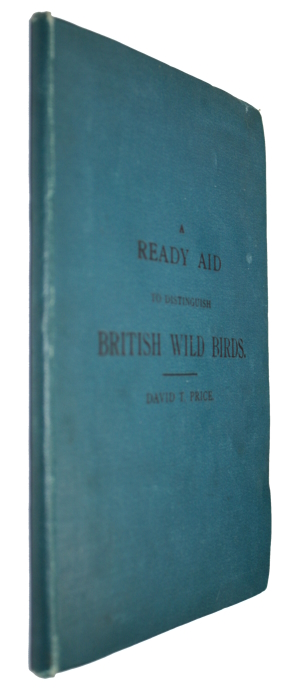 A
READY AID
TO DISTINGUISH
BRITISH WILD BIRDS.
DAVID T. PRICE.